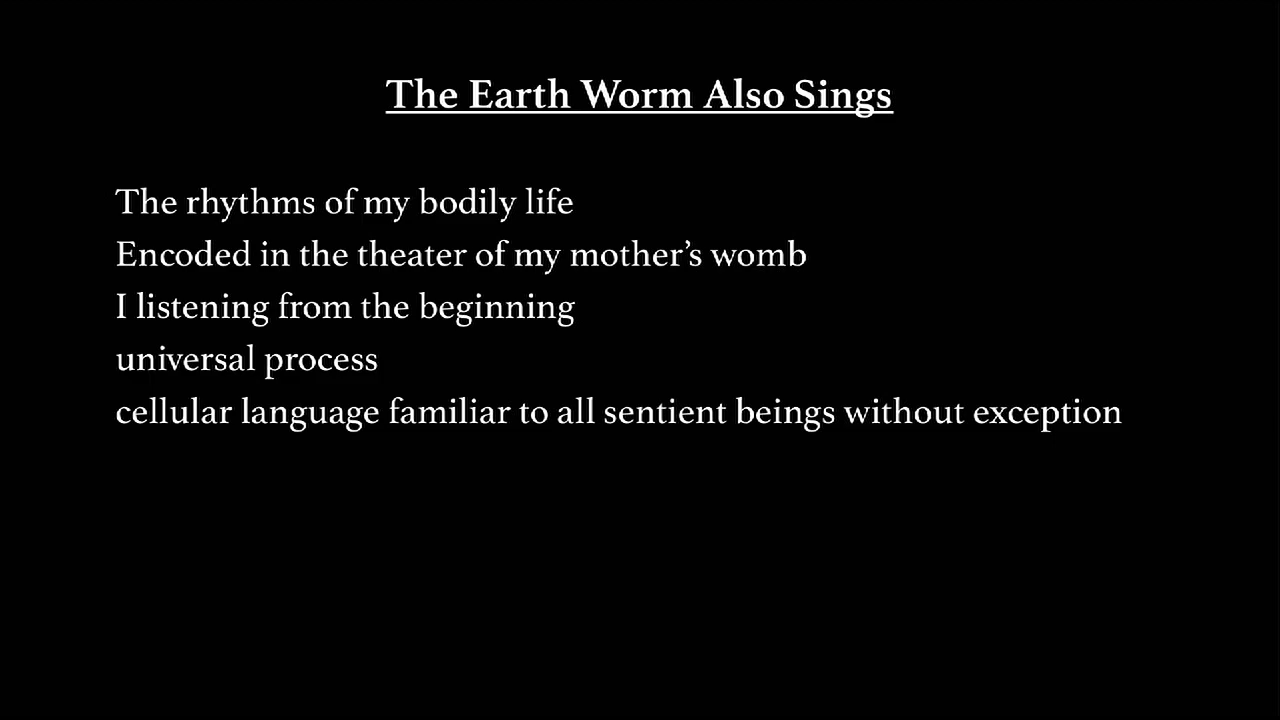 The Earth Worm Also Sings
The rhythms of my bodily life
Encoded in the theater of my mother’s womb
I listening from the beginning
universal process
cellular language familiar to all sentient beings without exception